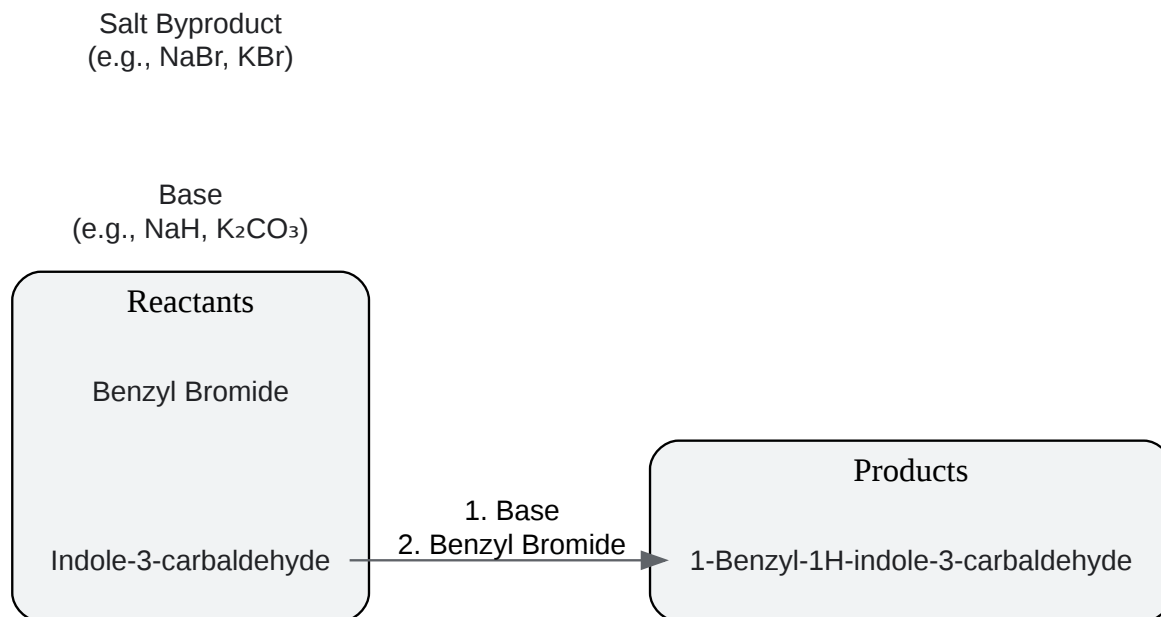 Salt Byproduct
(e.g., NaBr, KBr)
Base
(e.g., NaH, K₂CO₃)
Reactants
Benzyl Bromide
Indole-3-carbaldehyde
1. Base
2. Benzyl Bromide
Products
1-Benzyl-1H-indole-3-carbaldehyde